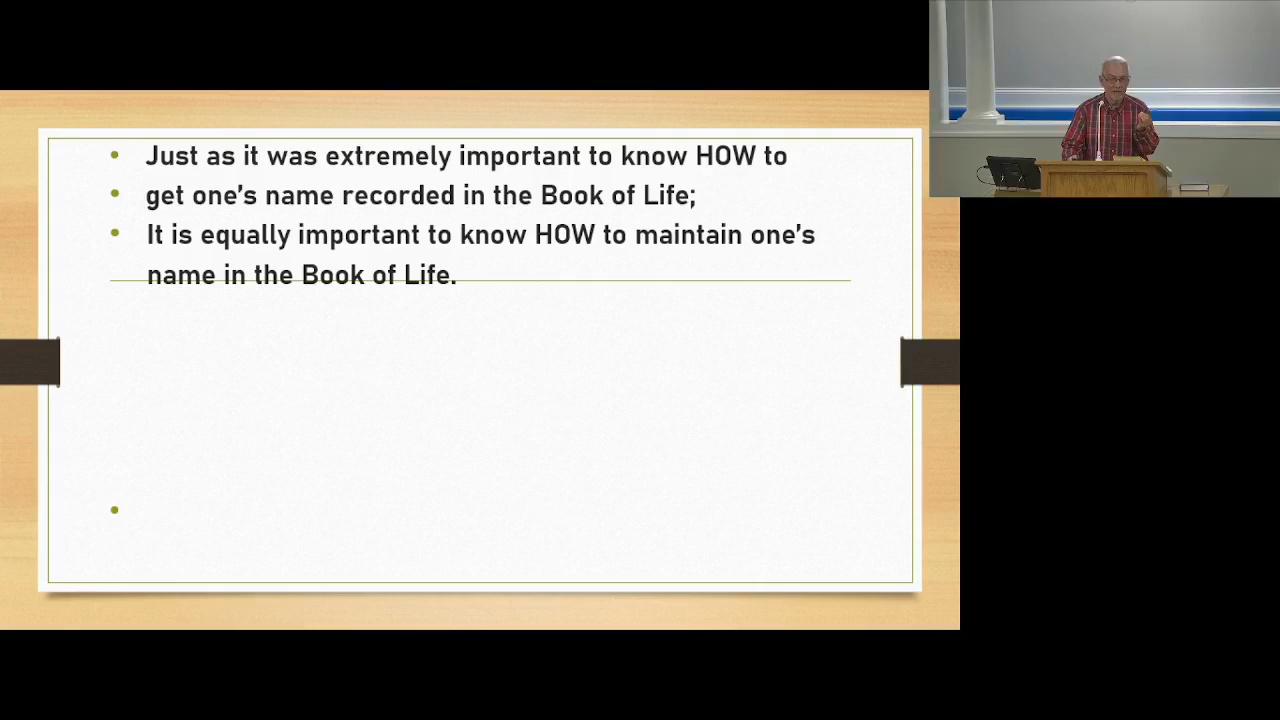 • Just as it was extremely important to know HOW to
• get one's name recorded in the Book of Life;
• It is equally important to know HOW to maintain one's
name in the Book of Life.
•